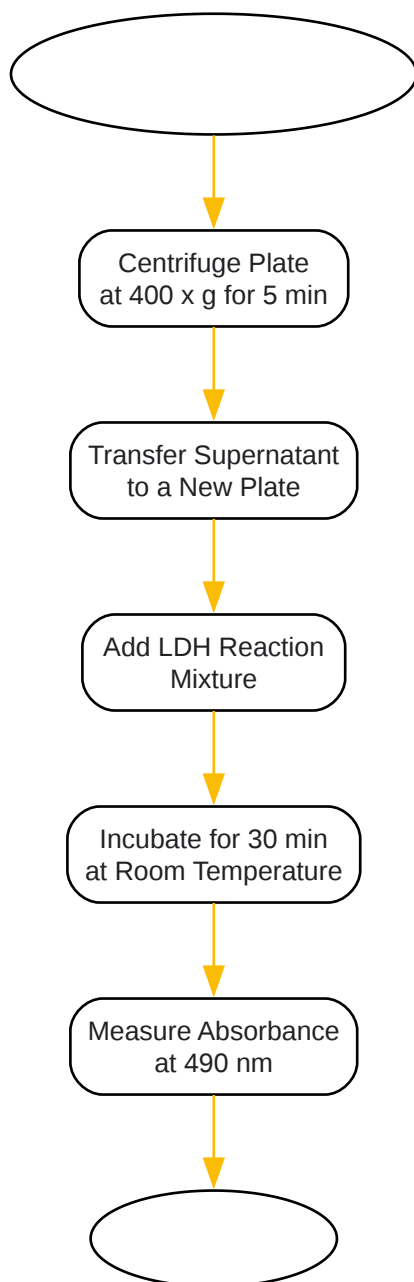 Centrifuge Plate
at 400 x g for 5 min
Transfer Supernatant
to a New Plate
Add LDH Reaction
Mixture
Incubate for 30 min
at Room Temperature
Measure Absorbance
at 490 nm